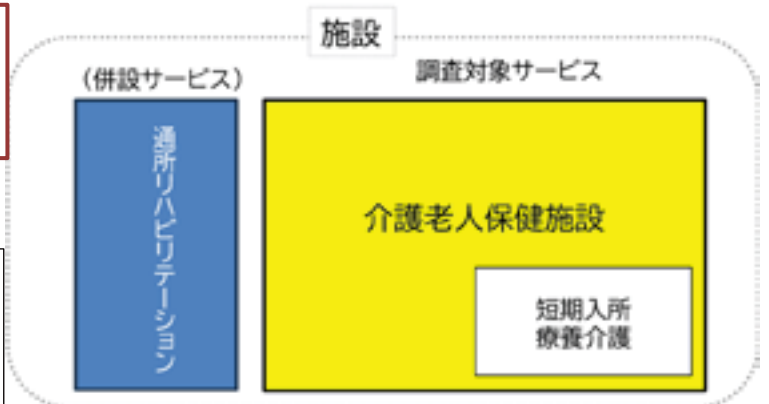 施設
(併設サービス)
調査対象サービス
通所リハビリテーション
介護老人保健施設
短期入所
療養介護